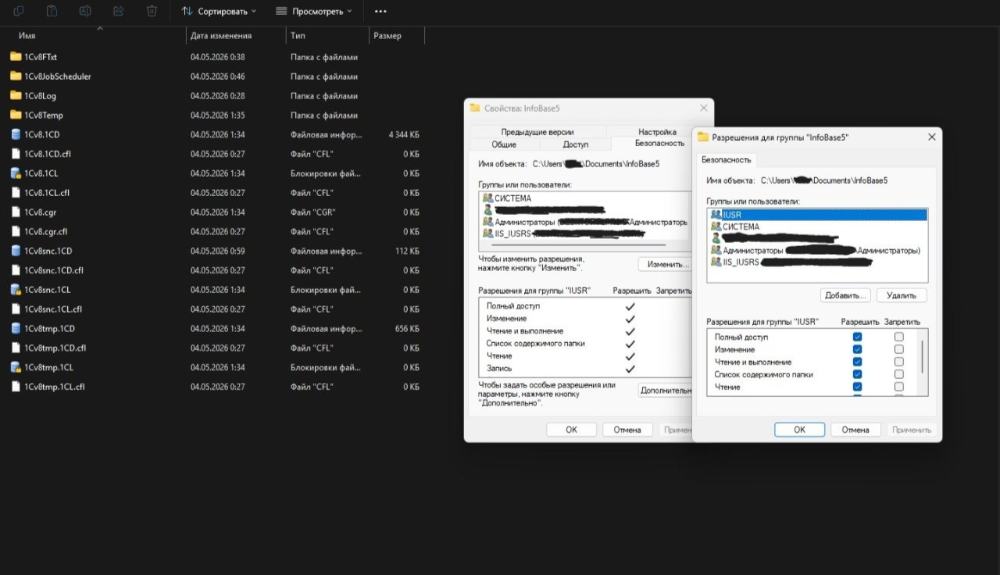 Сортировать Просмотреть ...
Имя Дата изменения Тип Размер
1Cv8FTxt 04.05.2026 0:38 Папка с файлами
1Cv8JobScheduler 04.05.2026 0:46 Папка с файлами
1Cv8Log 04.05.2026 0:28 Папка с файлами
1Cv8Temp 04.05.2026 1:35 Папка с файлами
1Cv8.1CD 04.05.2026 1:34 Файловая инфор... 4 344 КБ
1Cv8.1CD.cfl 04.05.2026 0:27 Файл "CFL" 0 КБ
1Cv8.1CL 04.05.2026 1:34 Блокировки фай... 0 КБ
1Cv8.1CL.cfl 04.05.2026 0:27 Файл "CFL" 0 КБ
1Cv8.cgr 04.05.2026 1:34 Файл "CGR" 0 КБ
1Cv8.cgr.cfl 04.05.2026 0:27 Файл "CFL" 0 КБ
1Cv8snc.1CD 04.05.2026 0:59 Файловая инфор... 112 КБ
1Cv8snc.1CD.cfl 04.05.2026 0:27 Файл "CFL" 0 КБ
1Cv8snc.1CL 04.05.2026 1:34 Блокировки фай... 0 КБ
1Cv8snc.1CL.cfl 04.05.2026 0:27 Файл "CFL" 0 КБ
1Cv8tmp.1CD 04.05.2026 1:34 Файловая инфор... 656 КБ
1Cv8tmp.1CD.cfl 04.05.2026 0:27 Файл "CFL" 0 КБ
1Cv8tmp.1CL 04.05.2026 1:34 Блокировки фай... 0 КБ
1Cv8tmp.1CL.cfl 04.05.2026 0:27 Файл "CFL" 0 КБ
Свойства: InfoBase5
Предыдущие версии Настройка
Общие Доступ Безопасность
Имя объекта: C:\Users\ \Documents\InfoBase5
Группы или пользователи:
СИСТЕМА
Администраторы ( Администраторы
IIS_IUSRS
Чтобы изменить разрешения,
нажмите кнопку "Изменить".
Изменить...
Разрешения для группы "IUSR" Разрешить Запретить
Полный доступ
Изменение
Чтение и выполнение
Список содержимого папки
Чтение
Запись
Чтобы задать особые разрешения или
параметры, нажмите кнопку
"Дополнительно".
Дополнительн
OK Отмена Примен
Разрешения для группы "InfoBase5"
Безопасность
Имя объекта: C:\Users\ \Documents\InfoBase5
Группы или пользователи:
IUSR
СИСТЕМА
Администраторы \Администраторы)
IIS_IUSRS
Добавить... Удалить
Разрешения для группы "IUSR" Разрешить Запретить
Полный доступ
Изменение
Чтение и выполнение
Список содержимого папки
Чтение
OK Отмена Применить